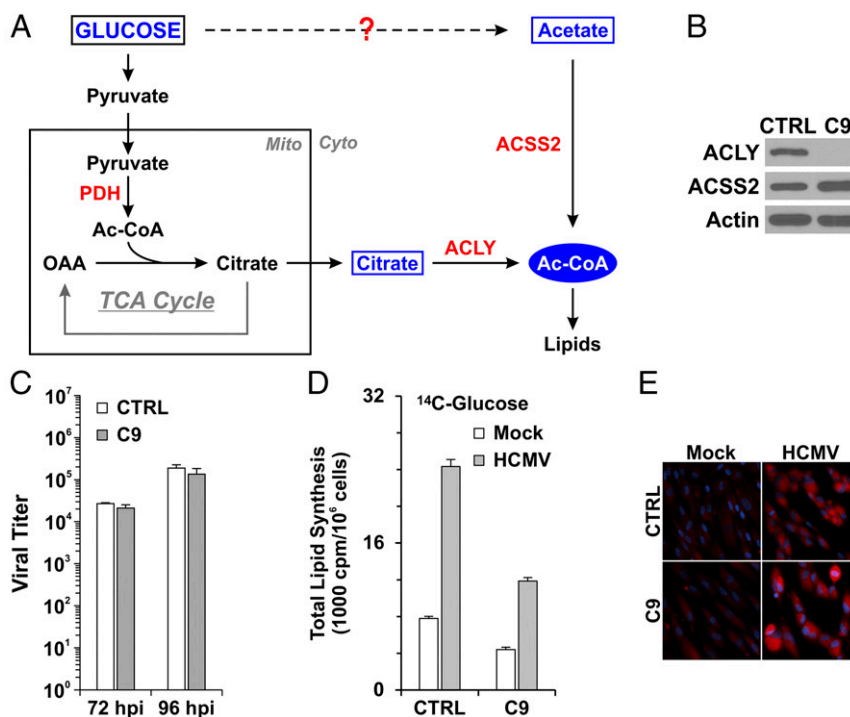 A
GLUCOSE
?
Acetate
Pyruvate
Mito Cyto
Pyruvate
PDH
ACSS2
Ac-CoA
OAA
Citrate
Citrate
ACLY
Ac-CoA
TCA Cycle
Lipids
B
CTRL C9
ACLY
ACSS2
Actin
C
10⁷
10⁶
10⁵
10⁴
10³
10²
10¹
10⁰
Viral Titer
CTRL
C9
72 hpi 96 hpi
D
¹⁴C-Glucose
Mock
HCMV
32
16
0
Total Lipid Synthesis
(1000 cpm/10⁶ cells)
CTRL C9
E
Mock HCMV
CTRL
C9